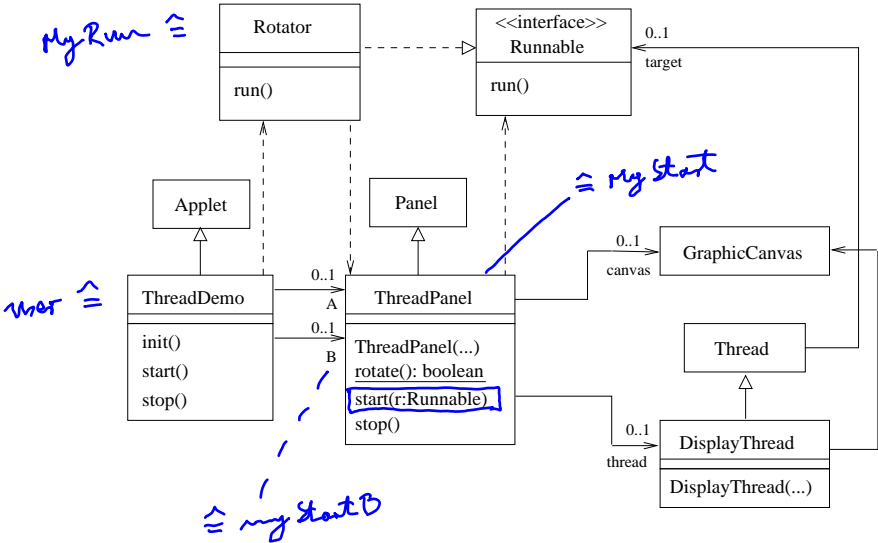 MyRun ≙
Rotator
run()
<<interface>>
Runnable
run()
0..1
target
Applet
Panel
≙ MyStart
0..1
canvas
GraphicCanvas
user ≙
ThreadDemo
init()
start()
stop()
0..1
A
0..1
B
ThreadPanel
ThreadPanel(...)
rotate(): boolean
start(r:Runnable)
stop()
Thread
0..1
thread
DisplayThread
DisplayThread(...)
≙ myStartB